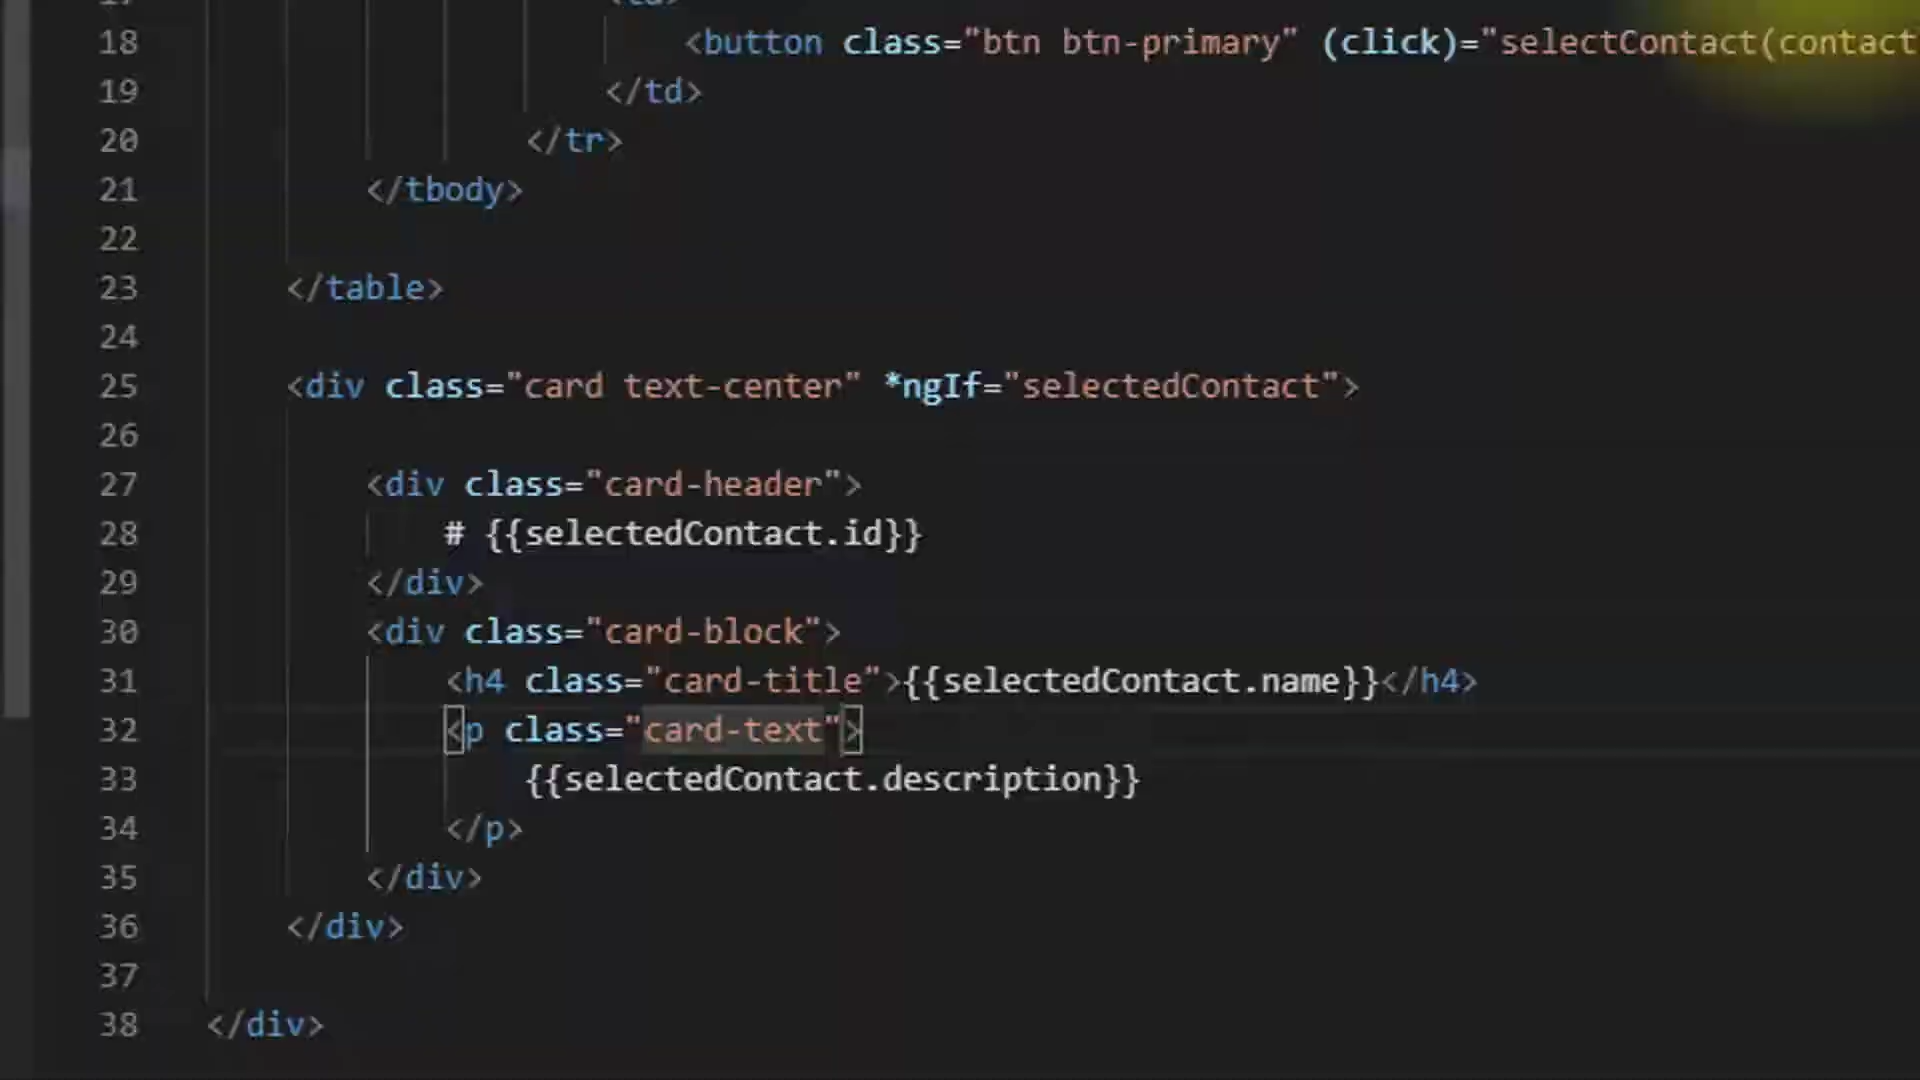 18 <button class="btn btn-primary" (click)="selectContact(contact
19 </td>
20 </tr>
21 </tbody>
22
23 </table>
24
25 <div class="card text-center" *ngIf="selectedContact">
26
27 <div class="card-header">
28 # {{selectedContact.id}}
29 </div>
30 <div class="card-block">
31 <h4 class="card-title">{{selectedContact.name}}</h4>
32 <p class="card-text">
33 {{selectedContact.description}}
34 </p>
35 </div>
36 </div>
37
38 </div>